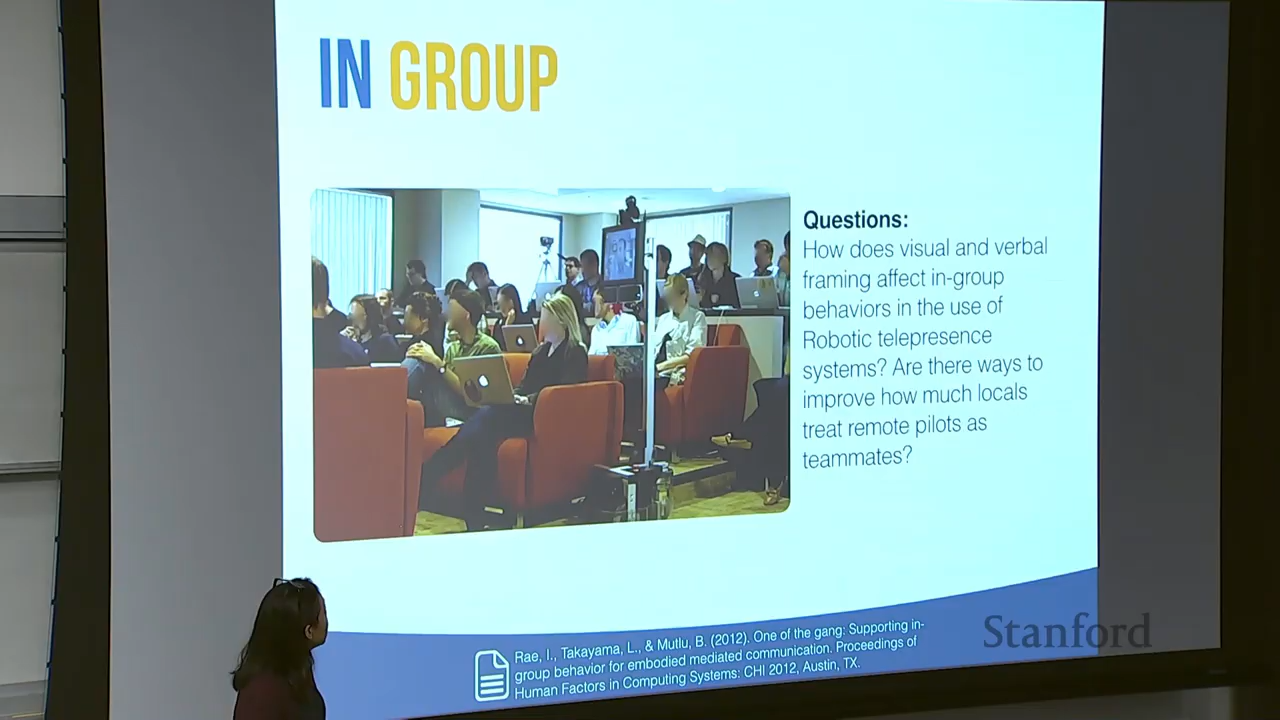 IN GROUP
Questions:
How does visual and verbal
framing affect in-group
behaviors in the use of
Robotic telepresence
systems? Are there ways to
improve how much locals
treat remote pilots as
teammates?
Rae, I., Takayama, L., & Mutlu, B. (2012). One of the gang: Supporting in-
group behavior for embodied mediated communication. Proceedings of
Human Factors in Computing Systems: CHI 2012, Austin, TX.
Stanford